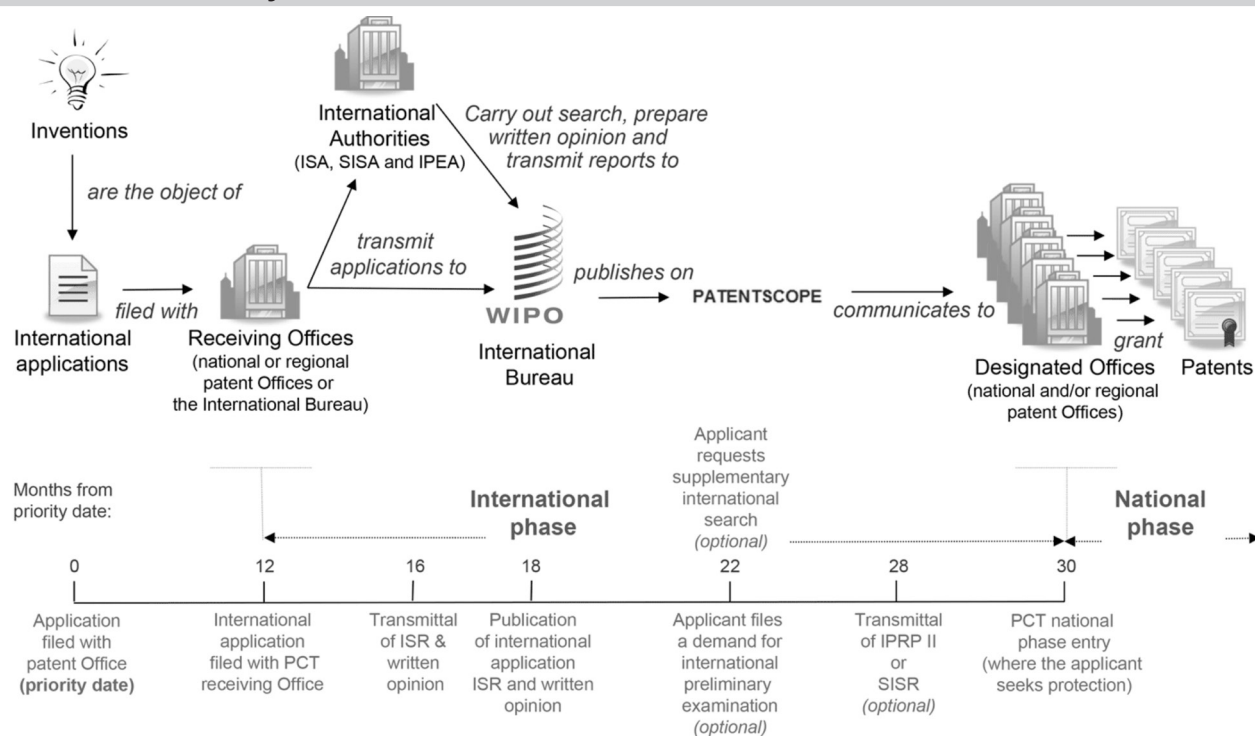 Inventions
are the object of
International
applications
filed with
Receiving Offices
(national or regional
patent Offices or
the International Bureau)
International
Authorities
(ISA, SISA and IPEA)
Carry out search, prepare
written opinion and
transmit reports to
transmit
applications to
WIPO
International
Bureau
publishes on
PATENTSCOPE
communicates to
Designated Offices
(national and/or regional
patent Offices)
grant
Patents
Months from
priority date:
International
phase
Applicant
requests
supplementary
international
search
(optional)
National
phase
0
12
16
18
22
28
30
Application
filed with
patent Office
(priority date)
International
application
filed with PCT
receiving Office
Transmittal
of ISR &
written
opinion
Publication
of international
application
ISR and written
opinion
Applicant files
a demand for
international
preliminary
examination
(optional)
Transmittal
of IPRP II
or
SISR
(optional)
PCT national
phase entry
(where the applicant
seeks protection)